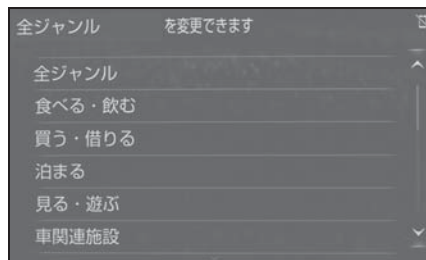 全ジャンル を変更できます
全ジャンル
食べる・飲む
買う・借りる
泊まる
見る・遊ぶ
車関連施設